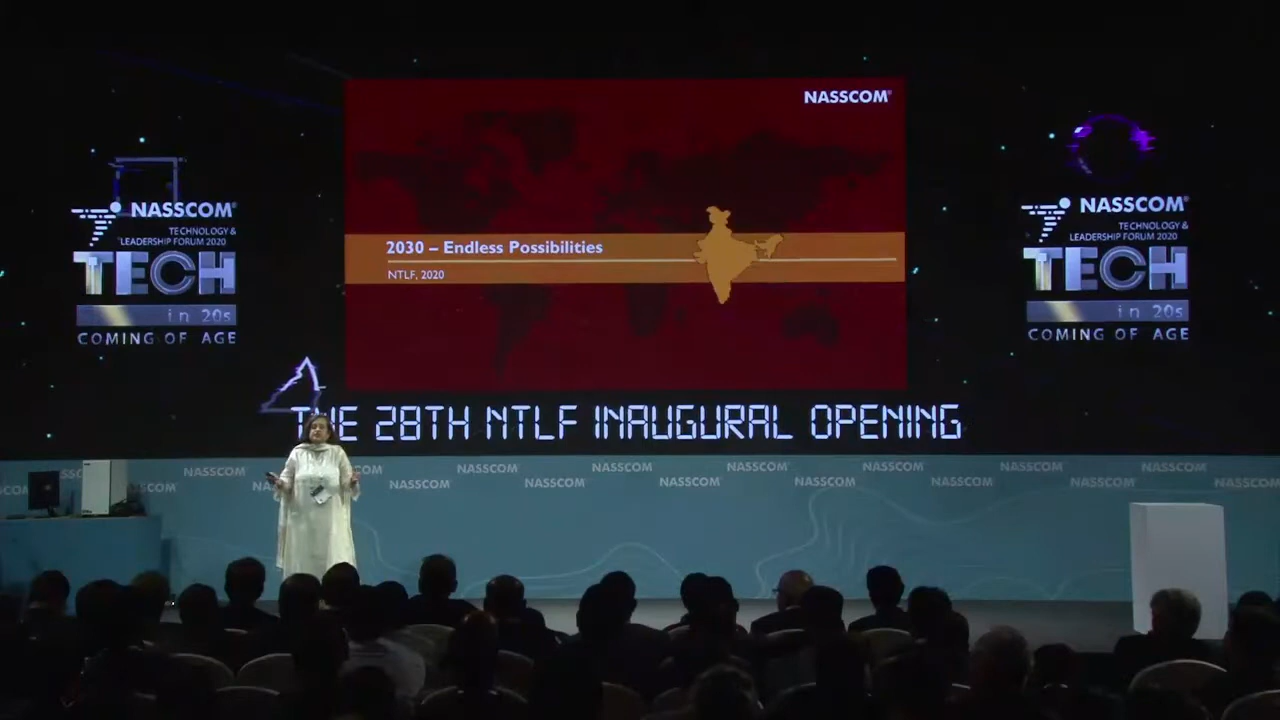 NASSCOM®
2030 – Endless Possibilities
NTLF, 2020
NASSCOM®
TECHNOLOGY &
LEADERSHIP FORUM 2020
TECH
in 20s
COMING OF AGE
NASSCOM®
TECHNOLOGY &
LEADERSHIP FORUM 2020
TECH
in 20s
COMING OF AGE
THE 28TH NTLF INAUGURAL OPENING
NASSCOM NASSCOM NASSCOM NASSCOM NASSCOM NASSCOM
NASSCOM NASSCOM NASSCOM NASSCOM NASSCOM NASSCOM NASSCOM